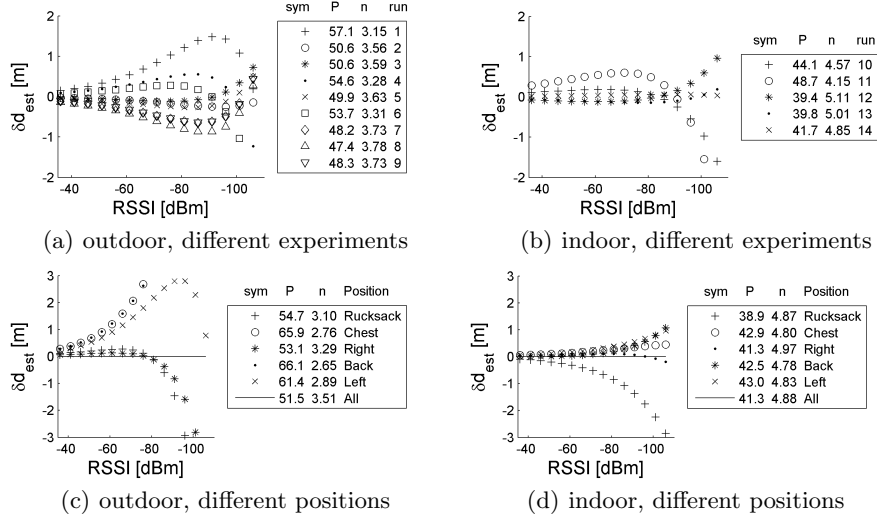 2
1
0
-1
-2
-40 -60 -80 -100
RSSI [dBm]
δd_est [m]
sym P n run
57.1 3.15 1
50.6 3.56 2
50.6 3.59 3
54.6 3.28 4
49.9 3.63 5
53.7 3.31 6
48.2 3.73 7
47.4 3.78 8
48.3 3.73 9
(a) outdoor, different experiments
2
1
0
-1
-2
-40 -60 -80 -100
RSSI [dBm]
δd_est [m]
sym P n run
44.1 4.57 10
48.7 4.15 11
39.4 5.11 12
39.8 5.01 13
41.7 4.85 14
(b) indoor, different experiments
3
2
1
0
-1
-2
-3
-40 -60 -80 -100
RSSI [dBm]
δd_est [m]
sym P n Position
54.7 3.10 Rucksack
65.9 2.76 Chest
53.1 3.29 Right
66.1 2.65 Back
61.4 2.89 Left
51.5 3.51 All
(c) outdoor, different positions
3
2
1
0
-1
-2
-3
-40 -60 -80 -100
RSSI [dBm]
δd_est [m]
sym P n Position
38.9 4.87 Rucksack
42.9 4.80 Chest
41.3 4.97 Right
42.5 4.78 Back
43.0 4.83 Left
41.3 4.88 All
(d) indoor, different positions